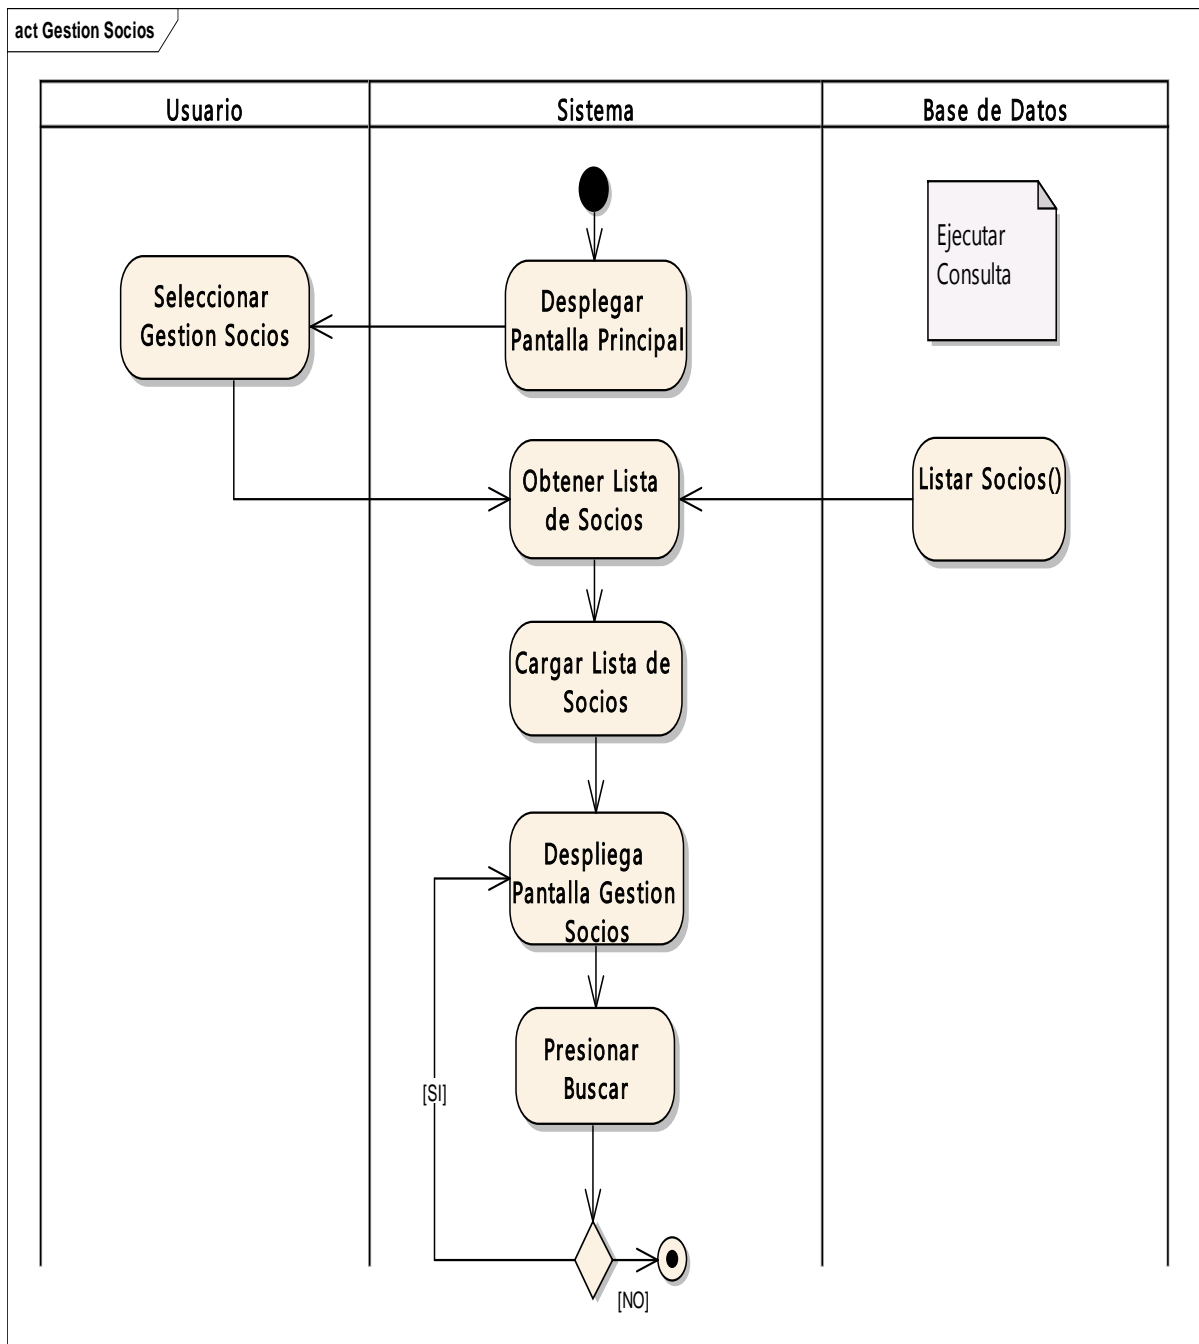 act Gestion Socios
Usuario
Sistema
Base de Datos
Ejecutar
Consulta
Seleccionar
Gestion Socios
Desplegar
Pantalla Principal
Obtener Lista
de Socios
Listar Socios()
Cargar Lista de
Socios
Despliega
Pantalla Gestion
Socios
Presionar
Buscar
[SI]
[NO]